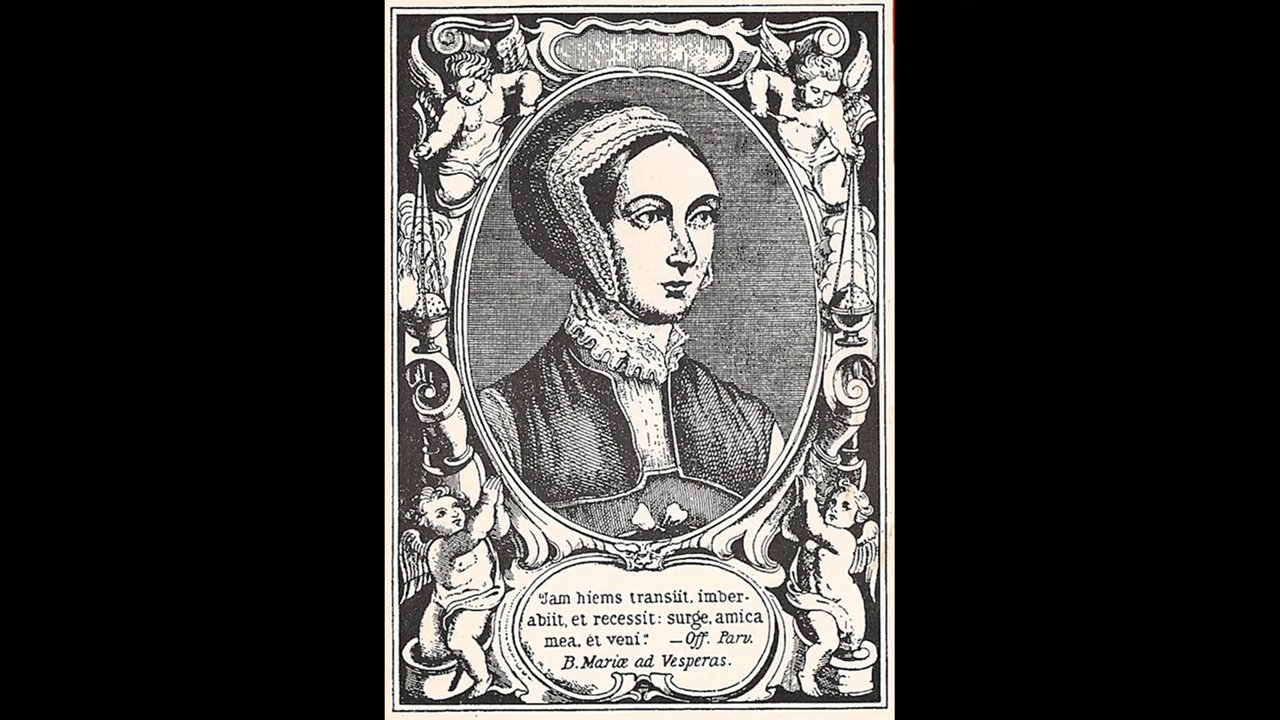 "Jam hiems transiit, imber-
abiit, et recessit: surge, amica
mea, et veni." —Off. Parv.
B. Mariæ ad Vesperas.